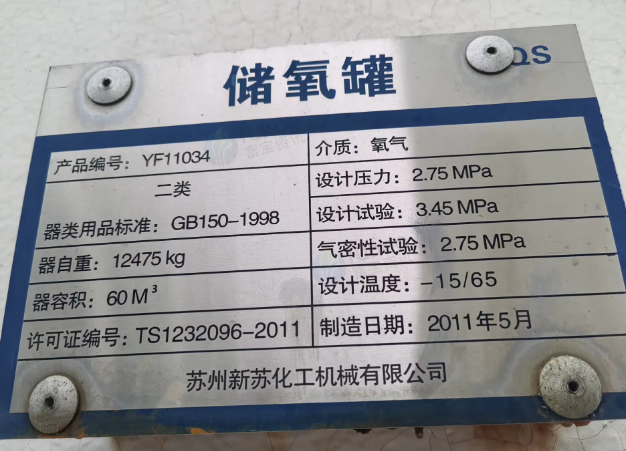 储氧罐
QS
产品编号：YF11034
二类
器类用品标准：GB150-1998
器自重：12475 kg
器容积：60 M³
许可证编号：TS1232096-2011
介质：氧气
设计压力：2.75 MPa
设计试验：3.45 MPa
气密性试验：2.75 MPa
设计温度：-15/65
制造日期：2011年5月
苏州新苏化工机械有限公司